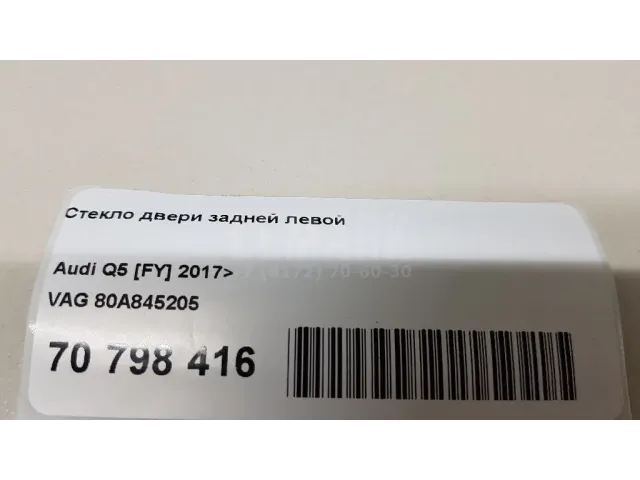 Стекло двери задней левой
Audi Q5 [FY] 2017>
VAG 80A845205
70 798 416